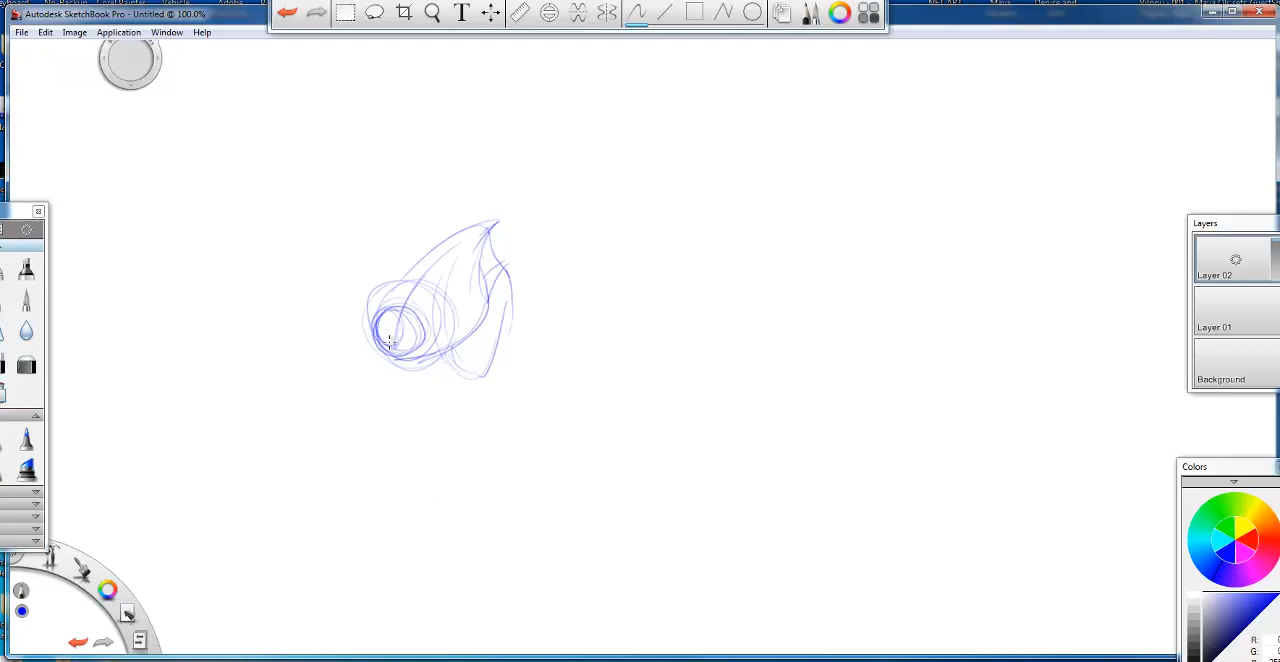 Autodesk SketchBook Pro - Untitled @ 100.0%
File Edit Image Application Window Help
Layers
Layer 02
Layer 01
Background
Colors
R:
G: